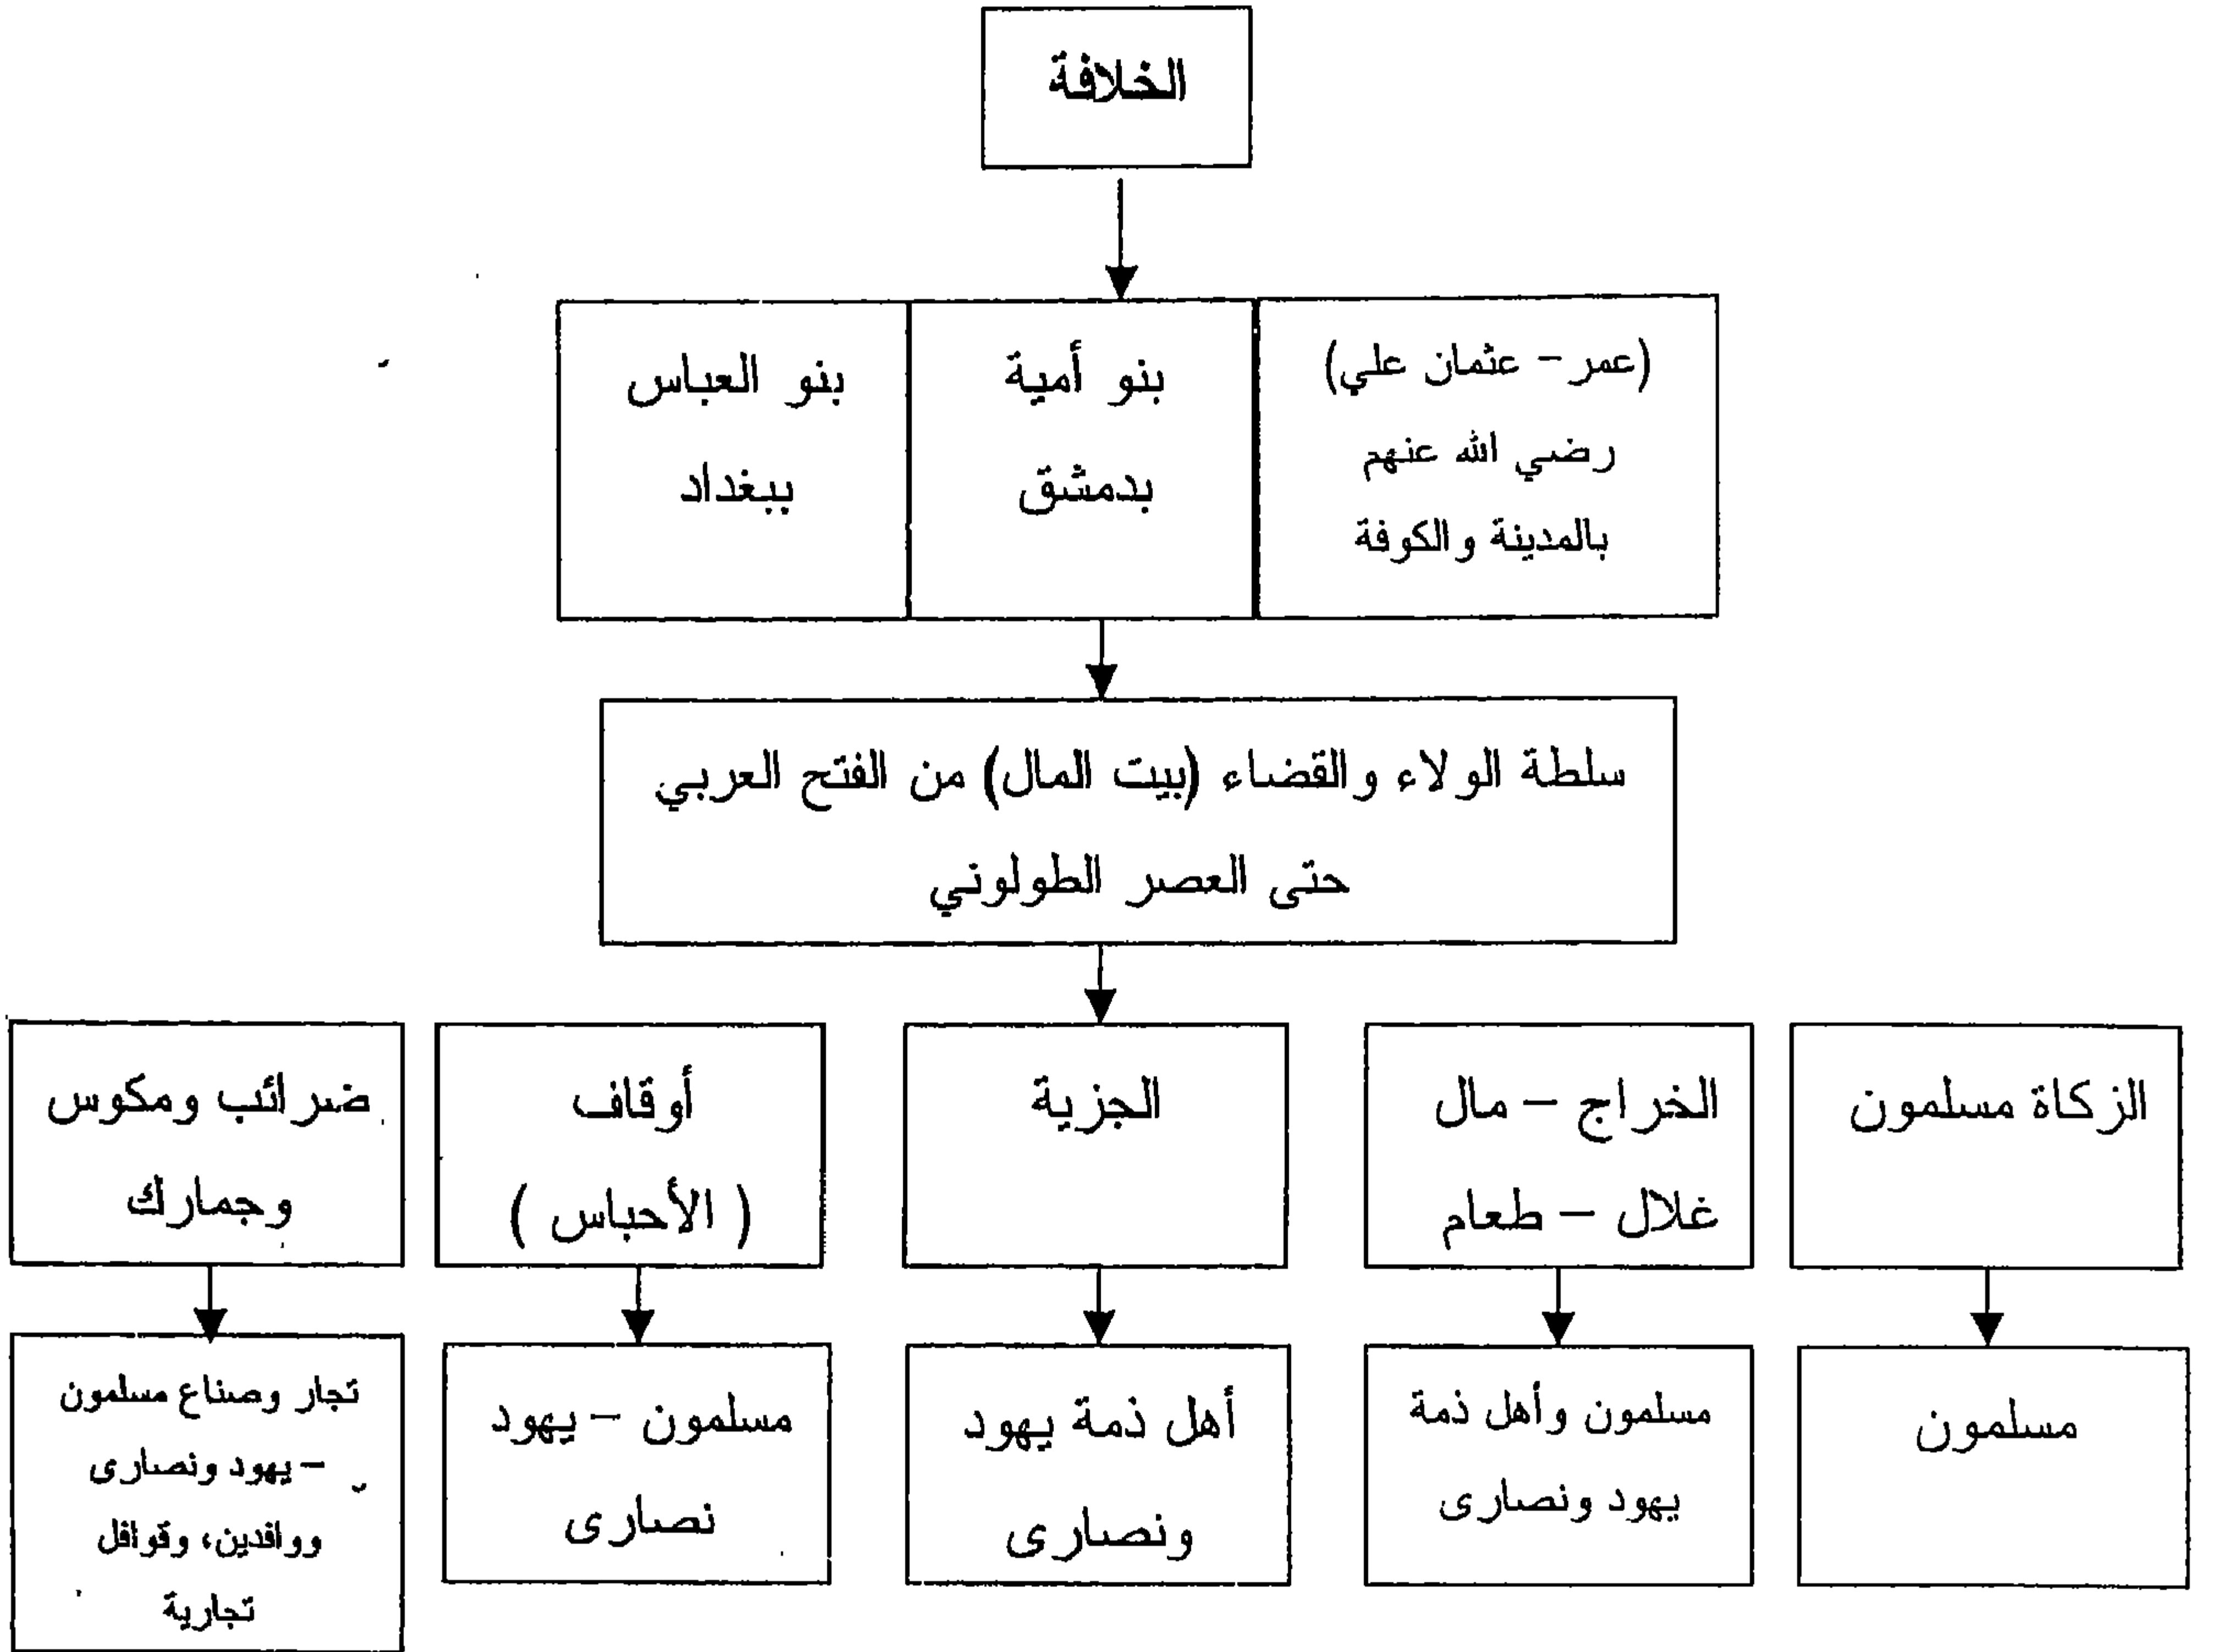 الخلافة
(عمر – عثمان علي)
رضي الله عنهم
بالمدينة والكوفة
بنو أمية
بدمشق
بنو العباس
ببغداد
سلطة الولاء والقضاء (بيت المال) من الفتح العربي
حتى العصر الطولوني
الزكاة مسلمون
الخراج – مال
غلال – طعام
الجزية
أوقاف
( الأحباس )
ضرائب ومكوس
وجمارك
مسلمون
مسلمون وأهل ذمة
يهود ونصارى
أهل ذمة يهود
ونصارى
مسلمون – يهود
نصارى
تجار وصناع مسلمون
– يهود ونصارى
ووافدين، وقوافل
تجارية